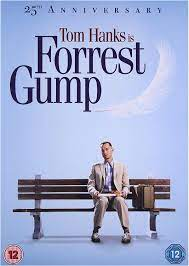 25TH ANNIVERSARY
Tom Hanks is
Forrest
Gump
12
12